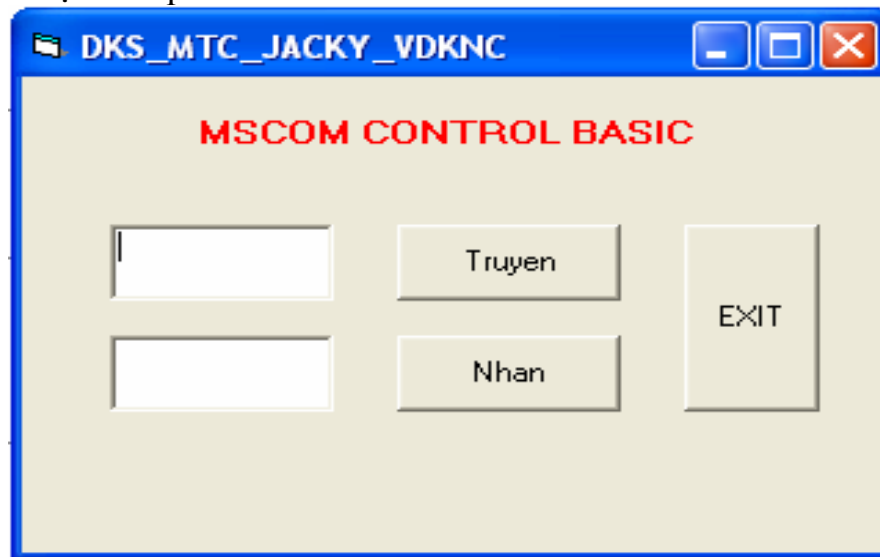 DKS_MTC_JACKY_VDKNC
MSCOM CONTROL BASIC
Truyen
EXIT
Nhan